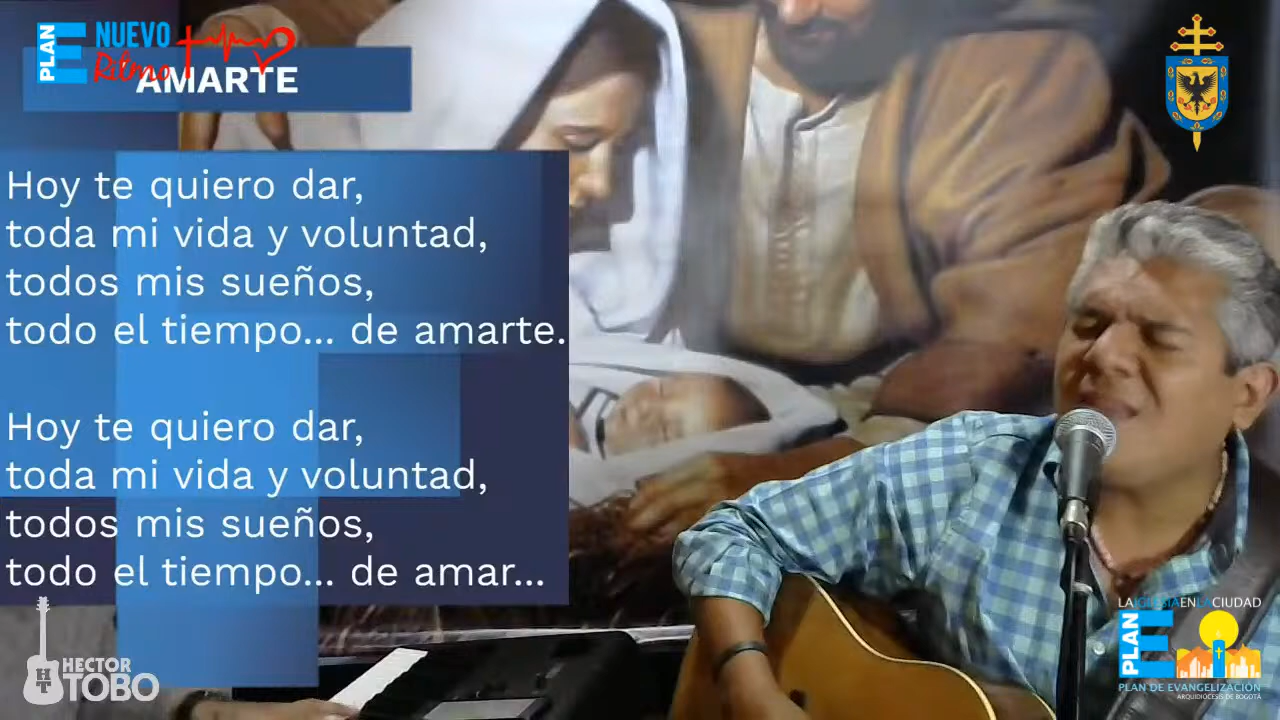 PLAN
E
NUEVO
Ritmo
AMARTE
Hoy te quiero dar,
toda mi vida y voluntad,
todos mis sueños,
todo el tiempo... de amarte.
Hoy te quiero dar,
toda mi vida y voluntad,
todos mis sueños,
todo el tiempo... de amar...
HECTOR
TOBO
LA IGLESIA EN LA CIUDAD
PLAN
E
PLAN DE EVANGELIZACIÓN
ARQUIDIÓCESIS DE BOGOTÁ